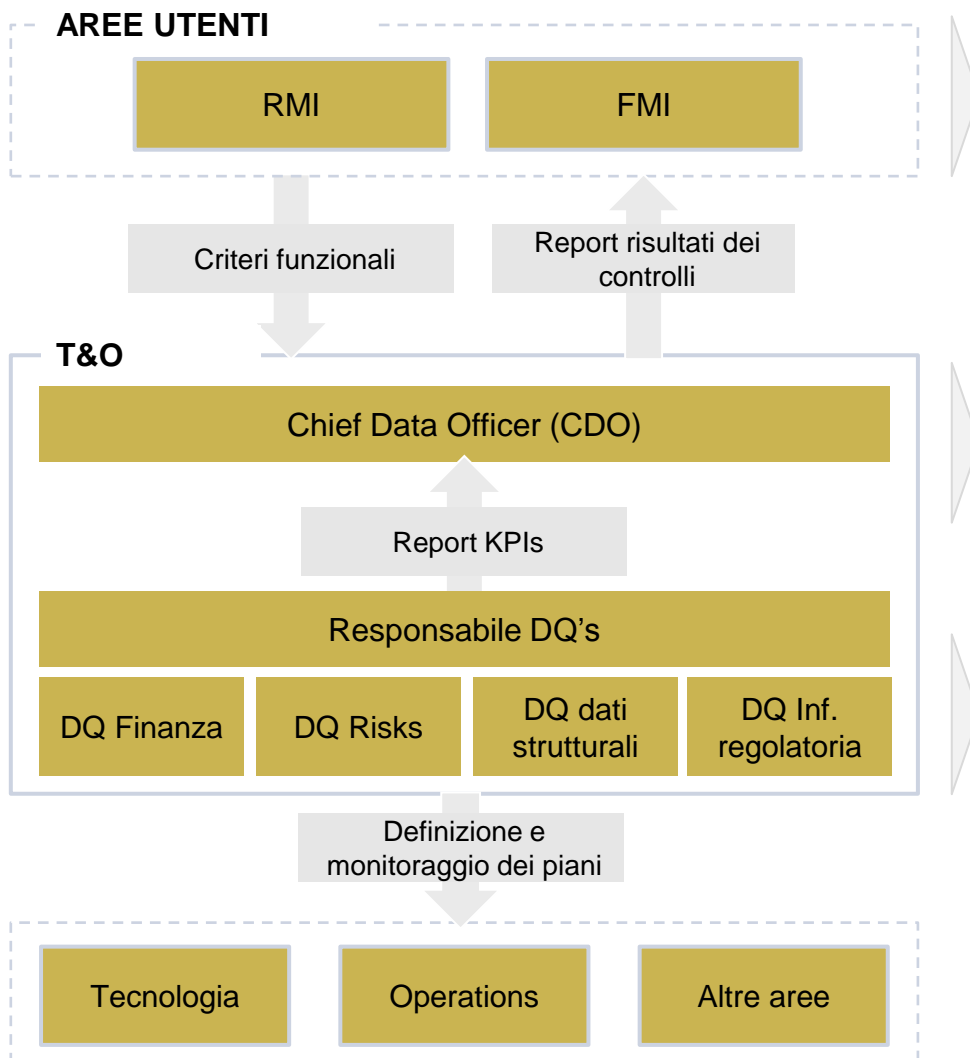 AREE UTENTI
RMI
FMI
Criteri funzionali
Report risultati dei
controlli
T&O
Chief Data Officer (CDO)
Report KPIs
Responsabile DQ’s
DQ Finanza
DQ Risks
DQ dati
strutturali
DQ Inf.
regolatoria
Definizione e
monitoraggio dei piani
Tecnologia
Operations
Altre aree